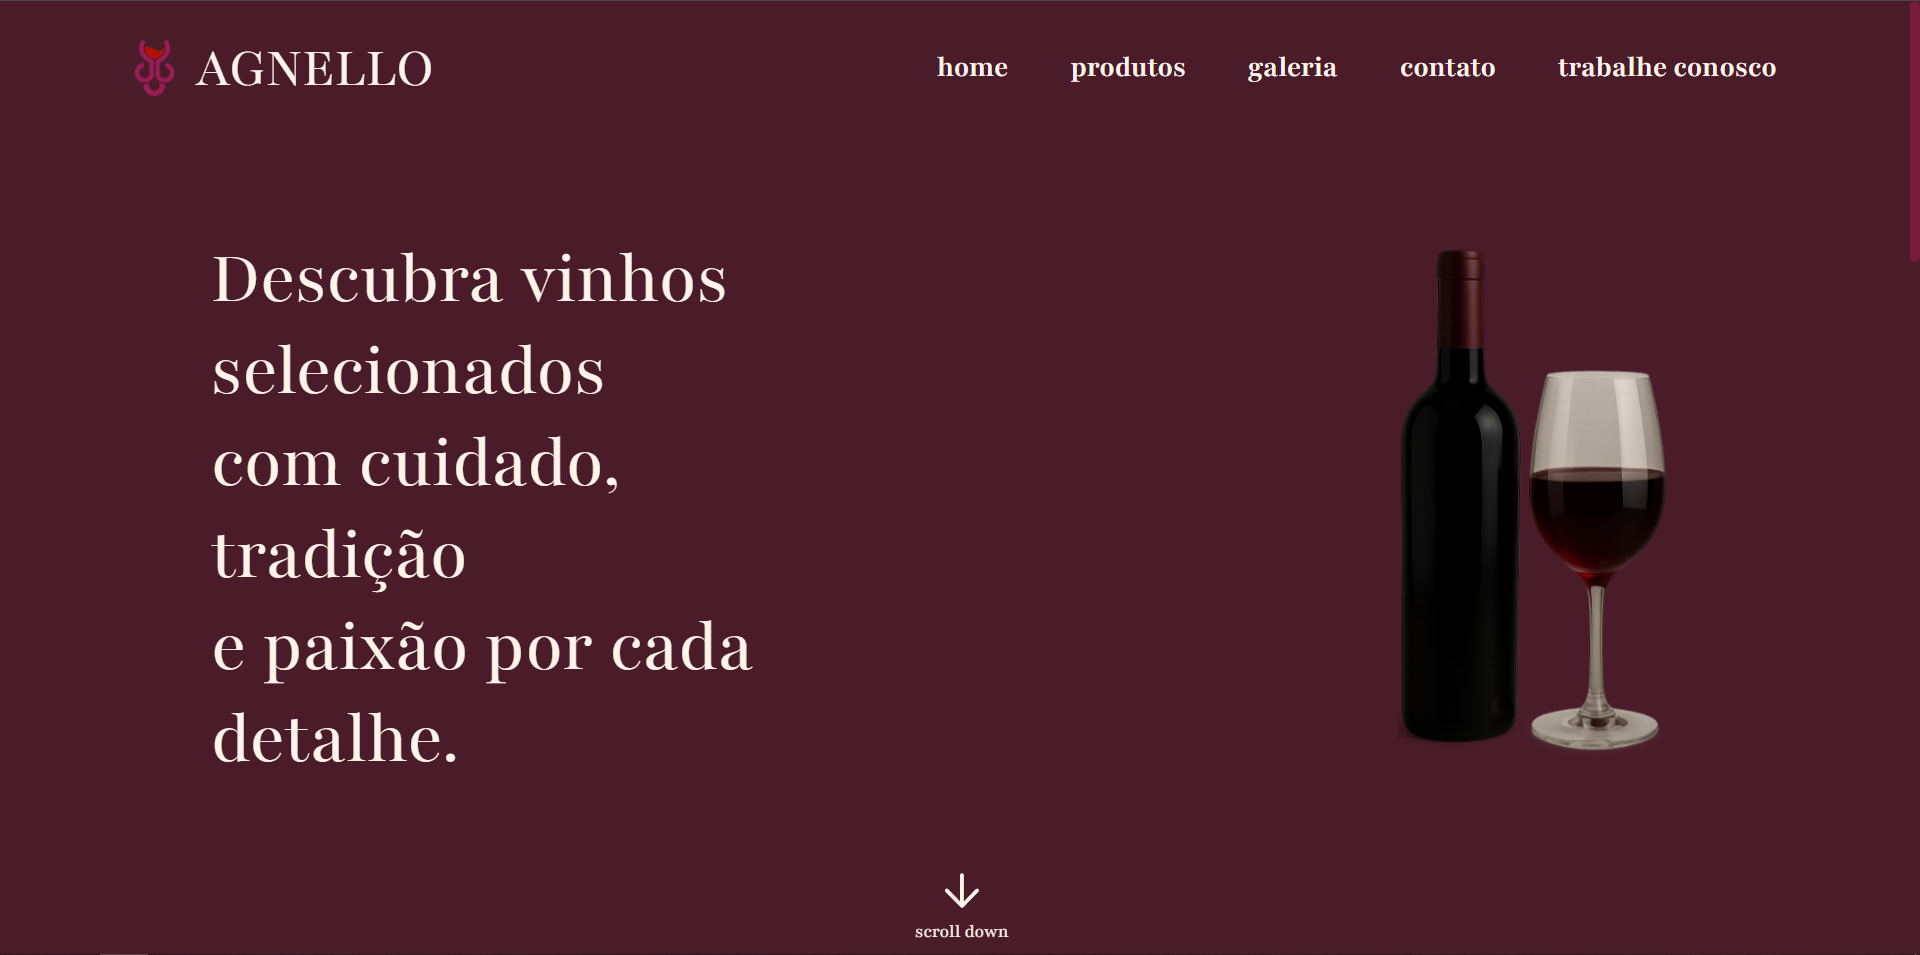 AGNELLO
home produtos galeria contato trabalhe conosco
Descubra vinhos
selecionados
com cuidado,
tradição
e paixão por cada
detalhe.
scroll down